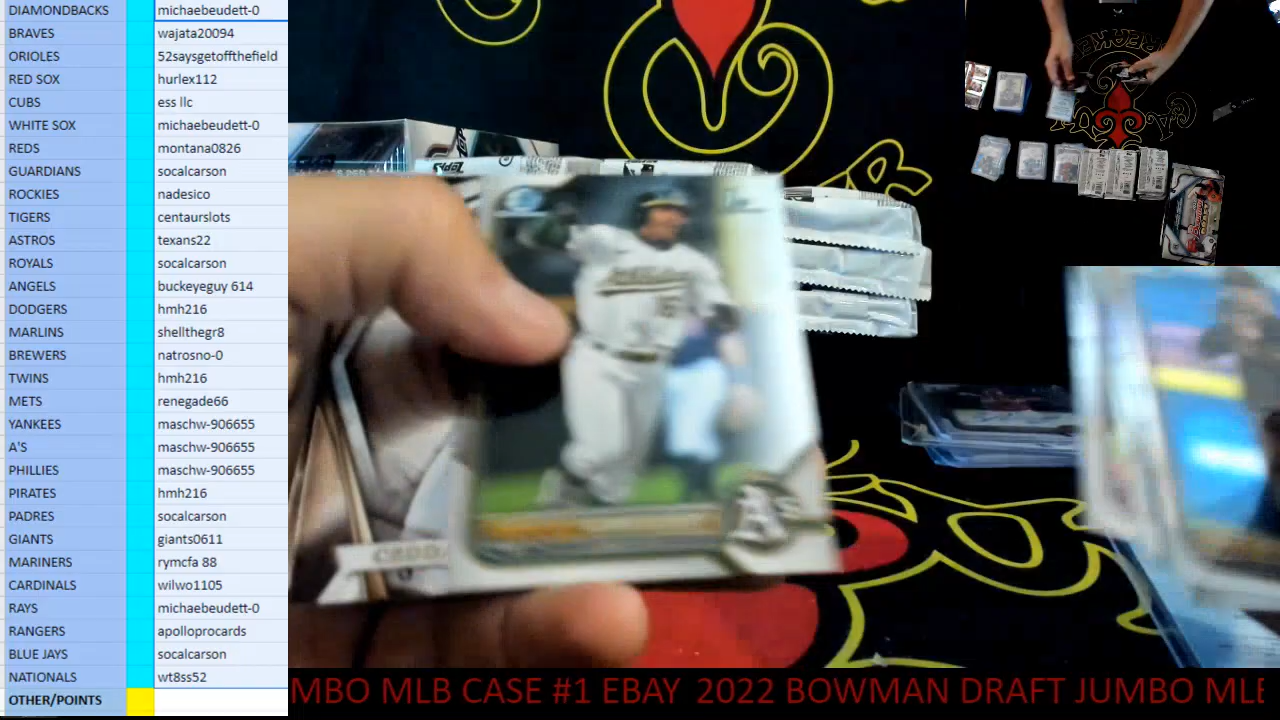 DIAMONDBACKS michaebeudett-0
BRAVES wajata20094
ORIOLES 52saysgetoffthefield
RED SOX hurlex112
CUBS ess llc
WHITE SOX michaebeudett-0
REDS montana0826
GUARDIANS socalcarson
ROCKIES nadesico
TIGERS centaurslots
ASTROS texans22
ROYALS socalcarson
ANGELS buckeyeguy 614
DODGERS hmh216
MARLINS shellthegr8
BREWERS natrosno-0
TWINS hmh216
METS renegade66
YANKEES maschw-906655
A'S maschw-906655
PHILLIES maschw-906655
PIRATES hmh216
PADRES socalcarson
GIANTS giants0611
MARINERS rymcfa 88
CARDINALS wilwo1105
RAYS michaebeudett-0
RANGERS apolloprocards
BLUE JAYS socalcarson
NATIONALS wt8ss52
OTHER/POINTS
Athletics
A's
MBO MLB CASE #1 EBAY 2022 BOWMAN DRAFT JUMBO MLB